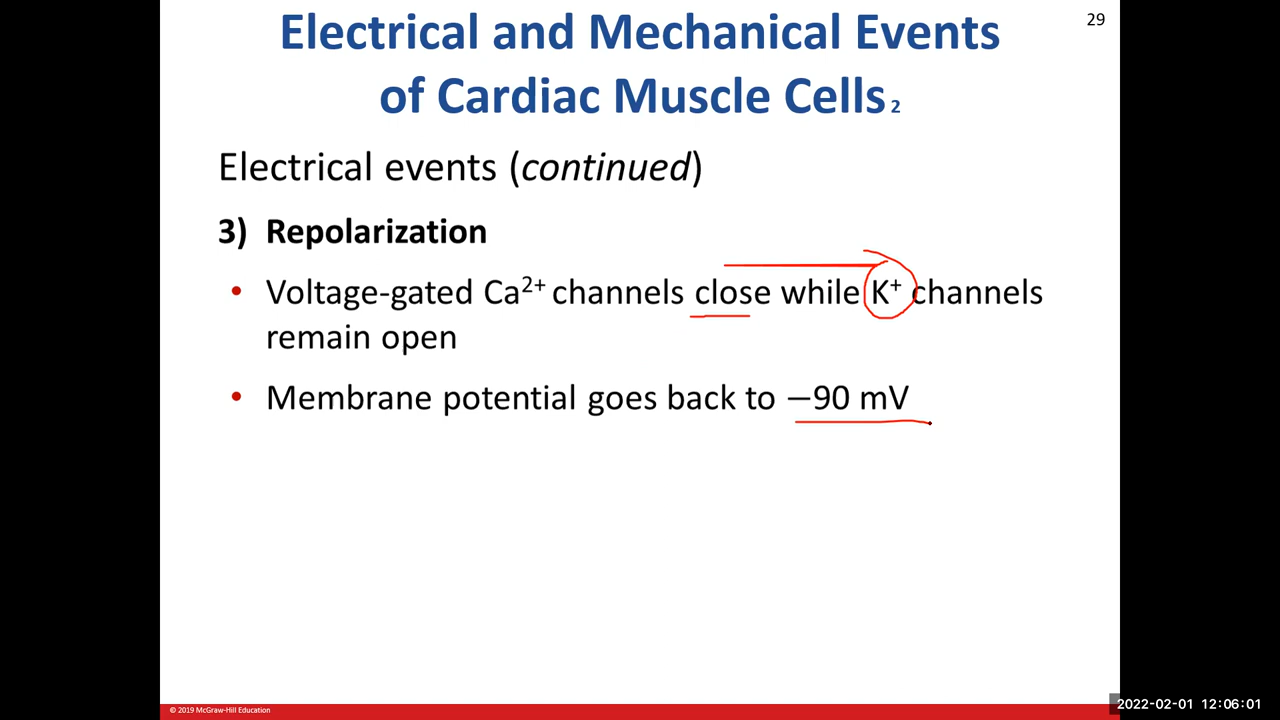 29
Electrical and Mechanical Events
of Cardiac Muscle Cells 2
Electrical events (continued)
3) Repolarization
• Voltage-gated Ca²⁺ channels close while K⁺ channels
remain open
• Membrane potential goes back to −90 mV
© 2019 McGraw-Hill Education
2022-02-01 12:06:01